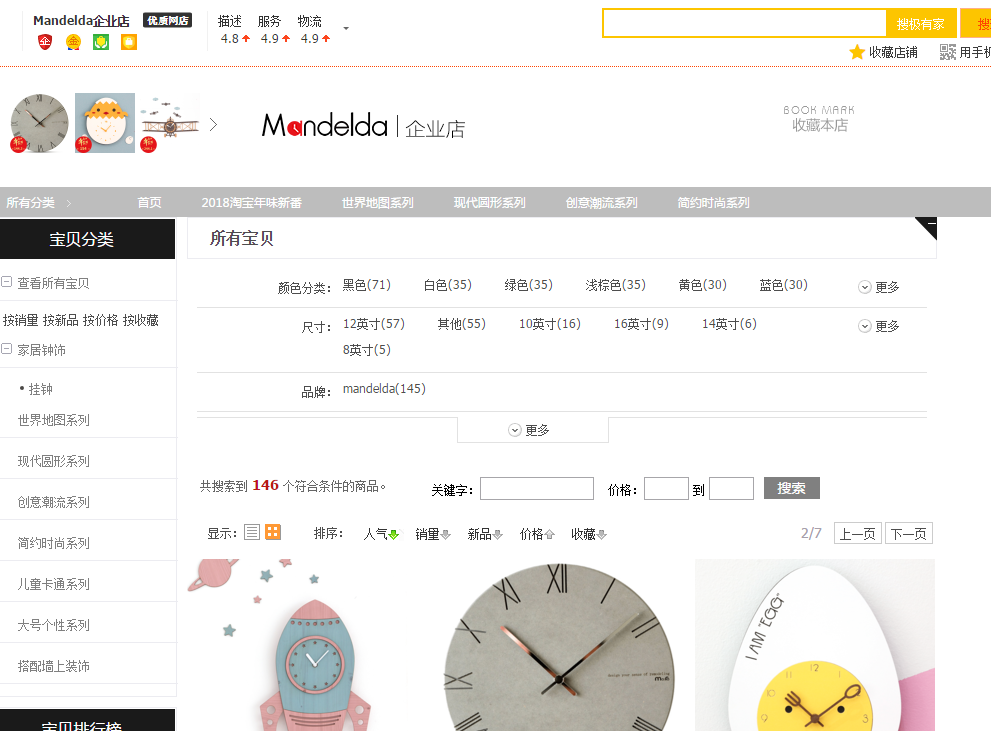 Mandelda企业店 优质网店 描述 服务 物流
4.8 4.9 4.9
搜极有家 搜
收藏店铺 用手机
Mandelda 企业店
BOOK MARK
收藏本店
所有分类 首页 2018淘宝年味新番 世界地图系列 现代圆形系列 创意潮流系列 简约时尚系列
宝贝分类
查看所有宝贝
按销量 按新品 按价格 按收藏
家居钟饰
• 挂钟
世界地图系列
现代圆形系列
创意潮流系列
简约时尚系列
儿童卡通系列
大号个性系列
搭配墙上装饰
宝贝排行榜
所有宝贝
颜色分类： 黑色(71) 白色(35) 绿色(35) 浅棕色(35) 黄色(30) 蓝色(30) 更多
尺寸： 12英寸(57) 其他(55) 10英寸(16) 16英寸(9) 14英寸(6) 更多
8英寸(5)
品牌： mandelda(145)
更多
共搜索到 146 个符合条件的商品。 关键字： 价格： 到 搜索
显示： 排序： 人气 销量 新品 价格 收藏 2/7 上一页 下一页
I AM "EGG"
12
10 2
9 3